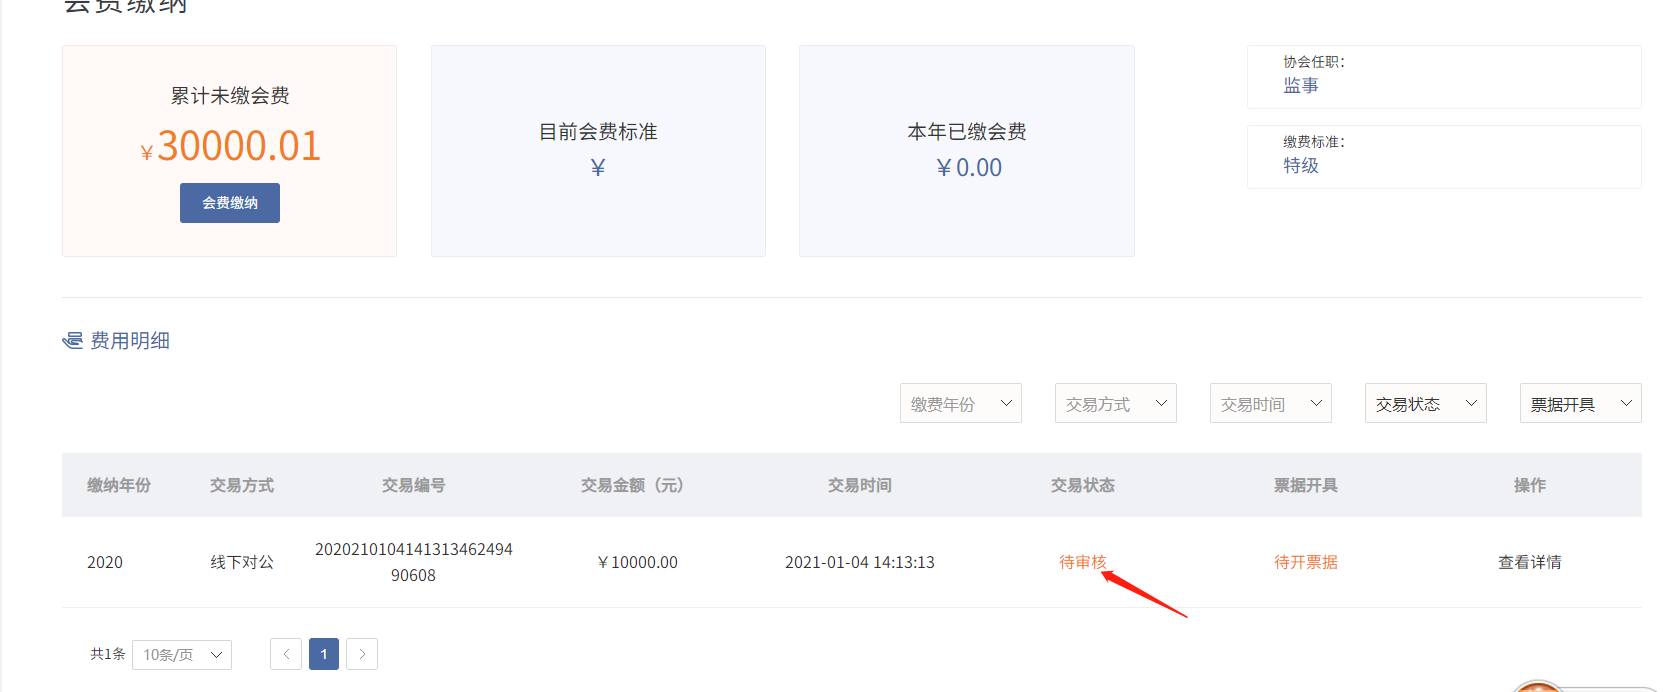 会费缴纳
累计未缴会费
￥30000.01
会费缴纳
目前会费标准
￥
本年已缴会费
￥0.00
协会任职：
监事
缴费标准：
特级
费用明细
缴费年份
交易方式
交易时间
交易状态
票据开具
缴纳年份 交易方式 交易编号 交易金额（元） 交易时间 交易状态 票据开具 操作
2020 线下对公 2020210104141313462494 ￥10000.00 2021-01-04 14:13:13 待审核 待开票据 查看详情
90608
共1条 10条/页 1